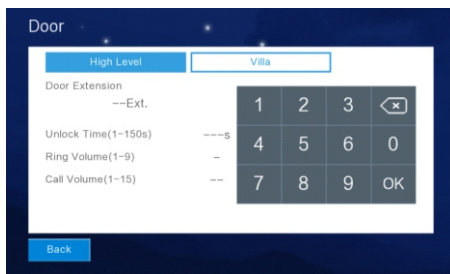 Door
High Level Villa
Door Extension
--Ext.
Unlock Time(1-150s) ---s
Ring Volume(1-9) -
Call Volume(1-15) --
1 2 3
4 5 6 0
7 8 9 OK
Back